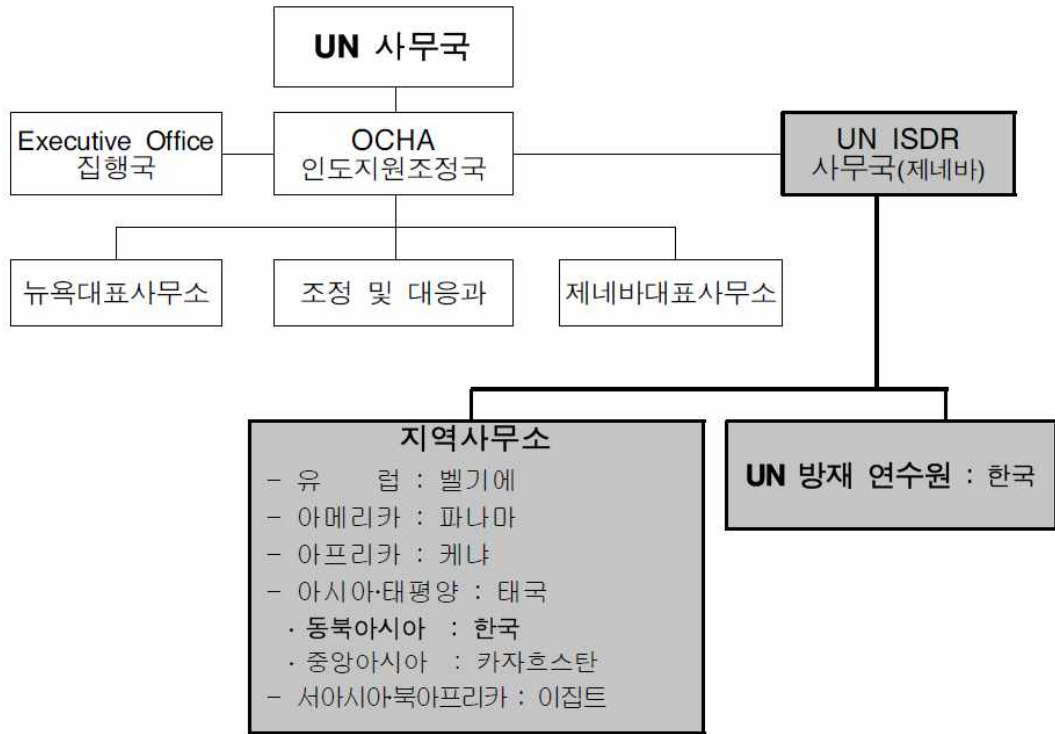 UN 사무국
Executive Office
집행국
OCHA
인도지원조정국
UN ISDR
사무국(제네바)
뉴욕대표사무소
조정 및 대응과
제네바대표사무소
지역사무소
- 유 럽 : 벨기에
- 아메리카 : 파나마
- 아프리카 : 케냐
- 아시아·태평양 : 태국
· 동북아시아 : 한국
· 중앙아시아 : 카자흐스탄
- 서아시아·북아프리카 : 이집트
UN 방재 연수원 : 한국